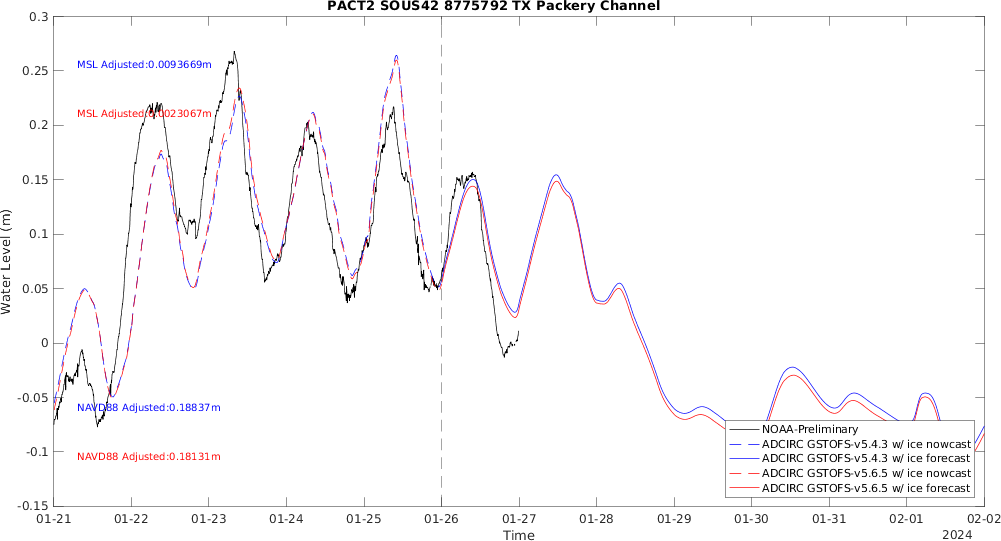 PACT2 SOUS42 8775792 TX Packery Channel
0.3
0.25
0.2
0.15
0.1
0.05
0
-0.05
-0.1
-0.15
Water Level (m)
MSL Adjusted:0.0093669m
MSL Adjusted:0.0023067m
NAVD88 Adjusted:0.18837m
NAVD88 Adjusted:0.18131m
NOAA-Preliminary
ADCIRC GSTOFS-v5.4.3 w/ ice nowcast
ADCIRC GSTOFS-v5.4.3 w/ ice forecast
ADCIRC GSTOFS-v5.6.5 w/ ice nowcast
ADCIRC GSTOFS-v5.6.5 w/ ice forecast
01-21 01-22 01-23 01-24 01-25 01-26 01-27 01-28 01-29 01-30 01-31 02-01 02-02
Time
2024